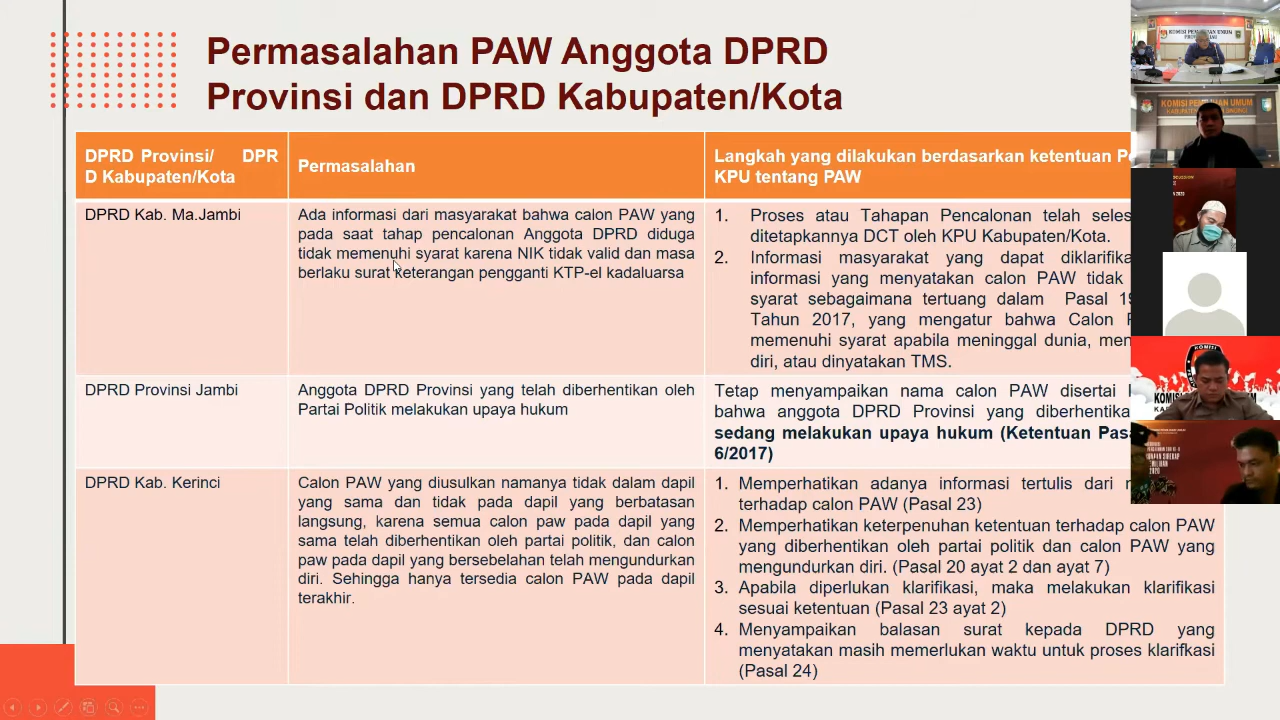 Permasalahan PAW Anggota DPRD
Provinsi dan DPRD Kabupaten/Kota
DPRD Provinsi/ DPR
D Kabupaten/Kota
Permasalahan
Langkah yang dilakukan berdasarkan ketentuan
KPU tentang PAW
DPRD Kab. Ma.Jambi
Ada informasi dari masyarakat bahwa calon PAW yang
pada saat tahap pencalonan Anggota DPRD diduga
tidak memenuhi syarat karena NIK tidak valid dan masa
berlaku surat keterangan pengganti KTP-el kadaluarsa
1. Proses atau Tahapan Pencalonan telah
ditetapkannya DCT oleh KPU Kabupaten/Kota.
2. Informasi masyarakat yang dapat
informasi yang menyatakan calon PAW tidak
syarat sebagaimana tertuang dalam Pasal
Tahun 2017, yang mengatur bahwa Calon
memenuhi syarat apabila meninggal dunia,
diri, atau dinyatakan TMS.
DPRD Provinsi Jambi
Anggota DPRD Provinsi yang telah diberhentikan oleh
Partai Politik melakukan upaya hukum
Tetap menyampaikan nama calon PAW disertai
bahwa anggota DPRD Provinsi yang
sedang melakukan upaya hukum (Ketentuan
6/2017)
DPRD Kab. Kerinci
Calon PAW yang diusulkan namanya tidak dalam dapil
yang sama dan tidak pada dapil yang berbatasan
langsung, karena semua calon paw pada dapil yang
sama telah diberhentikan oleh partai politik, dan calon
paw pada dapil yang bersebelahan telah mengundurkan
diri. Sehingga hanya tersedia calon PAW pada dapil
terakhir.
1. Memperhatikan adanya informasi tertulis dari
terhadap calon PAW (Pasal 23)
2. Memperhatikan keterpenuhan ketentuan terhadap calon PAW
yang diberhentikan oleh partai politik dan calon PAW yang
mengundurkan diri. (Pasal 20 ayat 2 dan ayat 7)
3. Apabila diperlukan klarifikasi, maka melakukan klarifikasi
sesuai ketentuan (Pasal 23 ayat 2)
4. Menyampaikan balasan surat kepada DPRD yang
menyatakan masih memerlukan waktu untuk proses klarifkasi
(Pasal 24)
KOMISI PEMILIHAN UMUM
KOMISI PEMILIHAN UMUM
KABUPATEN
KOMISI
2020